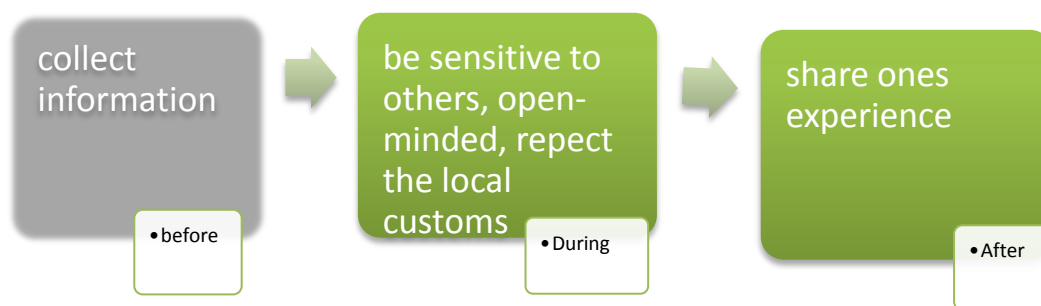 collect
information
• before
be sensitive to
others, open-
minded, repect
the local
customs
• During
share ones
experience
• After